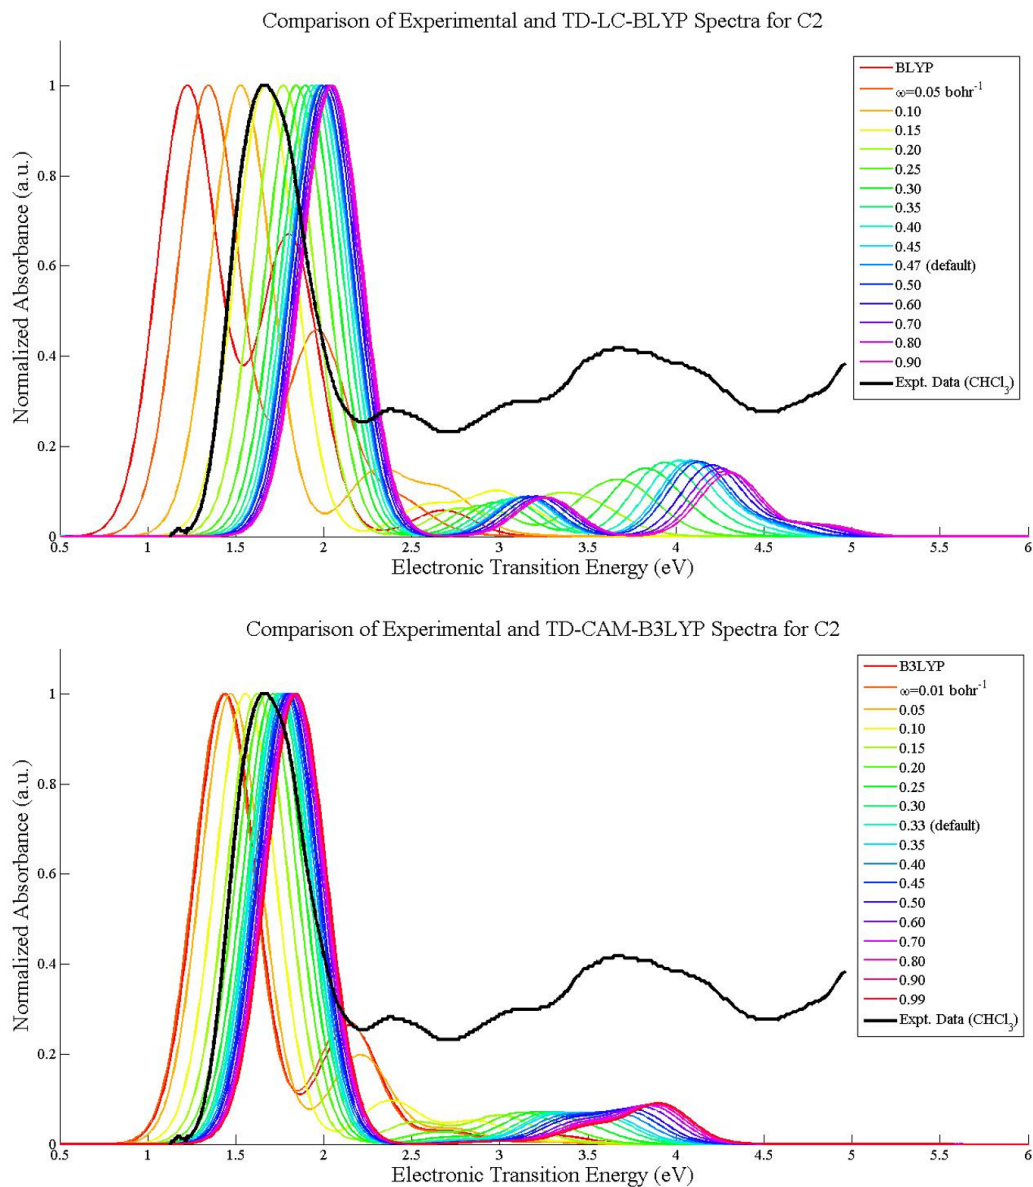 Comparison of Experimental and TD-LC-BLYP Spectra for C2
Normalized Absorbance (a.u.)
1
0.8
0.6
0.4
0.2
0
0.5 1 1.5 2 2.5 3 3.5 4 4.5 5 5.5 6
Electronic Transition Energy (eV)
BLYP
ω=0.05 bohr⁻¹
0.10
0.15
0.20
0.25
0.30
0.35
0.40
0.45
0.47 (default)
0.50
0.60
0.70
0.80
0.90
Expt. Data (CHCl₃)
Comparison of Experimental and TD-CAM-B3LYP Spectra for C2
Normalized Absorbance (a.u.)
1
0.8
0.6
0.4
0.2
0
0.5 1 1.5 2 2.5 3 3.5 4 4.5 5 5.5 6
Electronic Transition Energy (eV)
B3LYP
ω=0.01 bohr⁻¹
0.05
0.10
0.15
0.20
0.25
0.30
0.33 (default)
0.35
0.40
0.45
0.50
0.60
0.70
0.80
0.90
0.99
Expt. Data (CHCl₃)